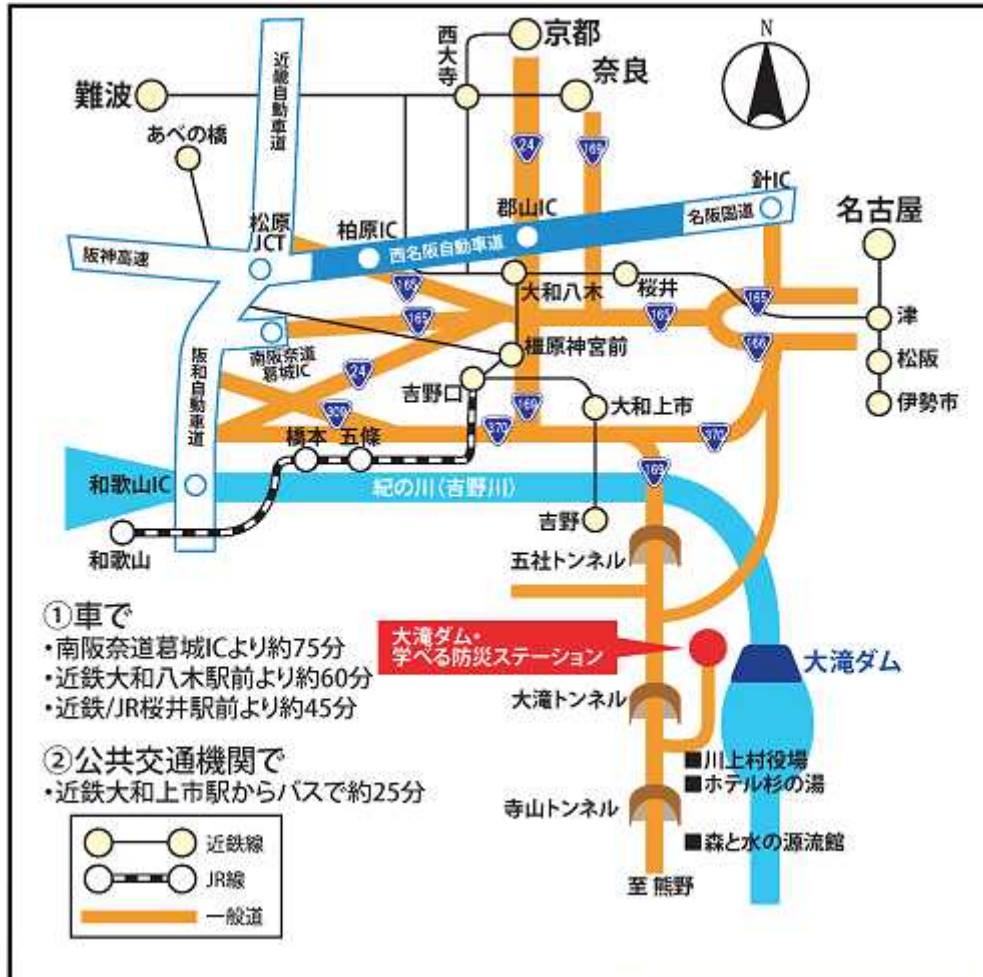 N
京都
西大寺
奈良
難波
近畿自動車道
あべの橋
24
169
針IC
郡山IC
名阪国道
名古屋
松原
JCT
柏原IC
西名阪自動車道
阪神高速
大和八木
桜井
165
165
津
165
165
南阪奈道
葛城IC
橿原神宮前
166
松阪
阪和自動車道
24
吉野口
大和上市
伊勢市
309
169
370
370
橋本
五條
169
和歌山IC
紀の川(吉野川)
吉野
和歌山
五社トンネル
①車で
・南阪奈道葛城ICより約75分
・近鉄大和八木駅前より約60分
・近鉄/JR桜井駅前より約45分
大滝ダム・
学べる防災ステーション
大滝ダム
大滝トンネル
②公共交通機関で
・近鉄大和上市駅からバスで約25分
■川上村役場
■ホテル杉の湯
寺山トンネル
■森と水の源流館
至 熊野
近鉄線
JR線
一般道